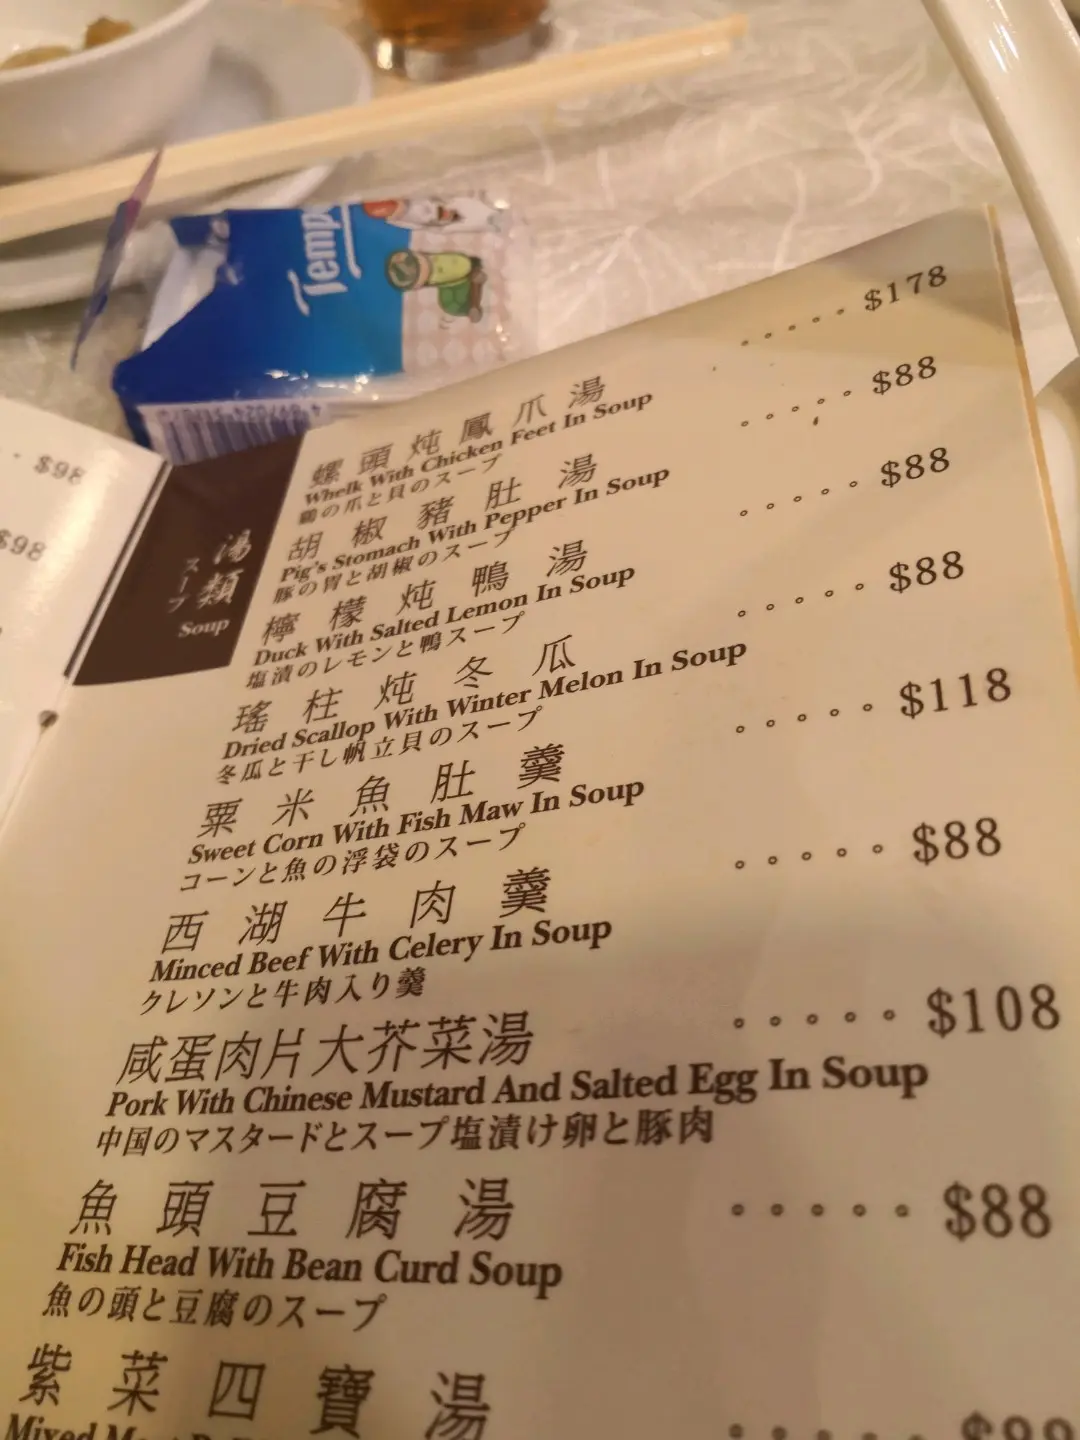 Tempo
$98
$98
湯類
スープ
Soup
螺頭炖鳳爪湯 ..... $178
Whelk With Chicken Feet In Soup
鶏の爪と貝のスープ
胡椒豬肚湯 ..... $88
Pig's Stomach With Pepper In Soup
豚の胃と胡椒のスープ
檸檬炖鴨湯 ..... $88
Duck With Salted Lemon In Soup
塩漬のレモンと鴨スープ
瑤柱炖冬瓜 ..... $88
Dried Scallop With Winter Melon In Soup
冬瓜と干し帆立貝のスープ
粟米魚肚羹 ..... $118
Sweet Corn With Fish Maw In Soup
コーンと魚の浮袋のスープ
西湖牛肉羹 ..... $88
Minced Beef With Celery In Soup
クレソンと牛肉入り羹
咸蛋肉片大芥菜湯 ..... $108
Pork With Chinese Mustard And Salted Egg In Soup
中国のマスタードとスープ塩漬け卵と豚肉
魚頭豆腐湯 ..... $88
Fish Head With Bean Curd Soup
魚の頭と豆腐のスープ
紫菜四寶湯 ..... $88
Mixed